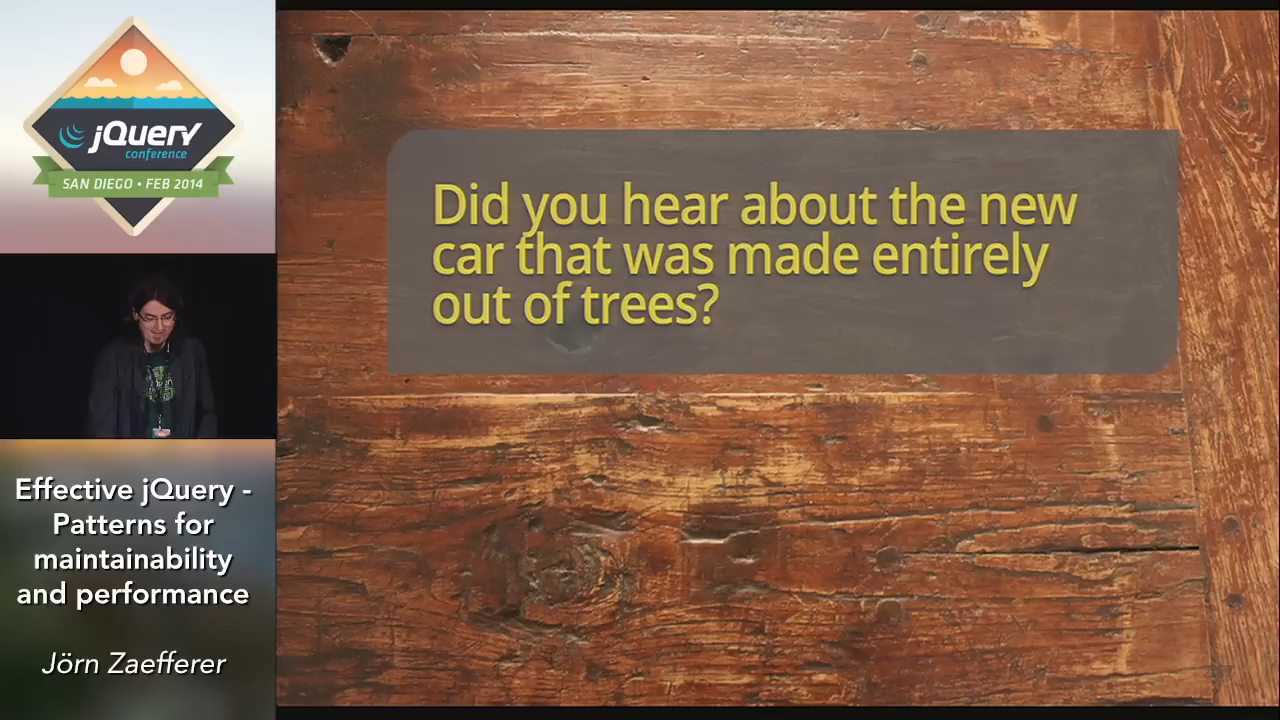 jQuery
conference
SAN DIEGO • FEB 2014
Did you hear about the new
car that was made entirely
out of trees?
Effective jQuery -
Patterns for
maintainability
and performance
Jörn Zaefferer